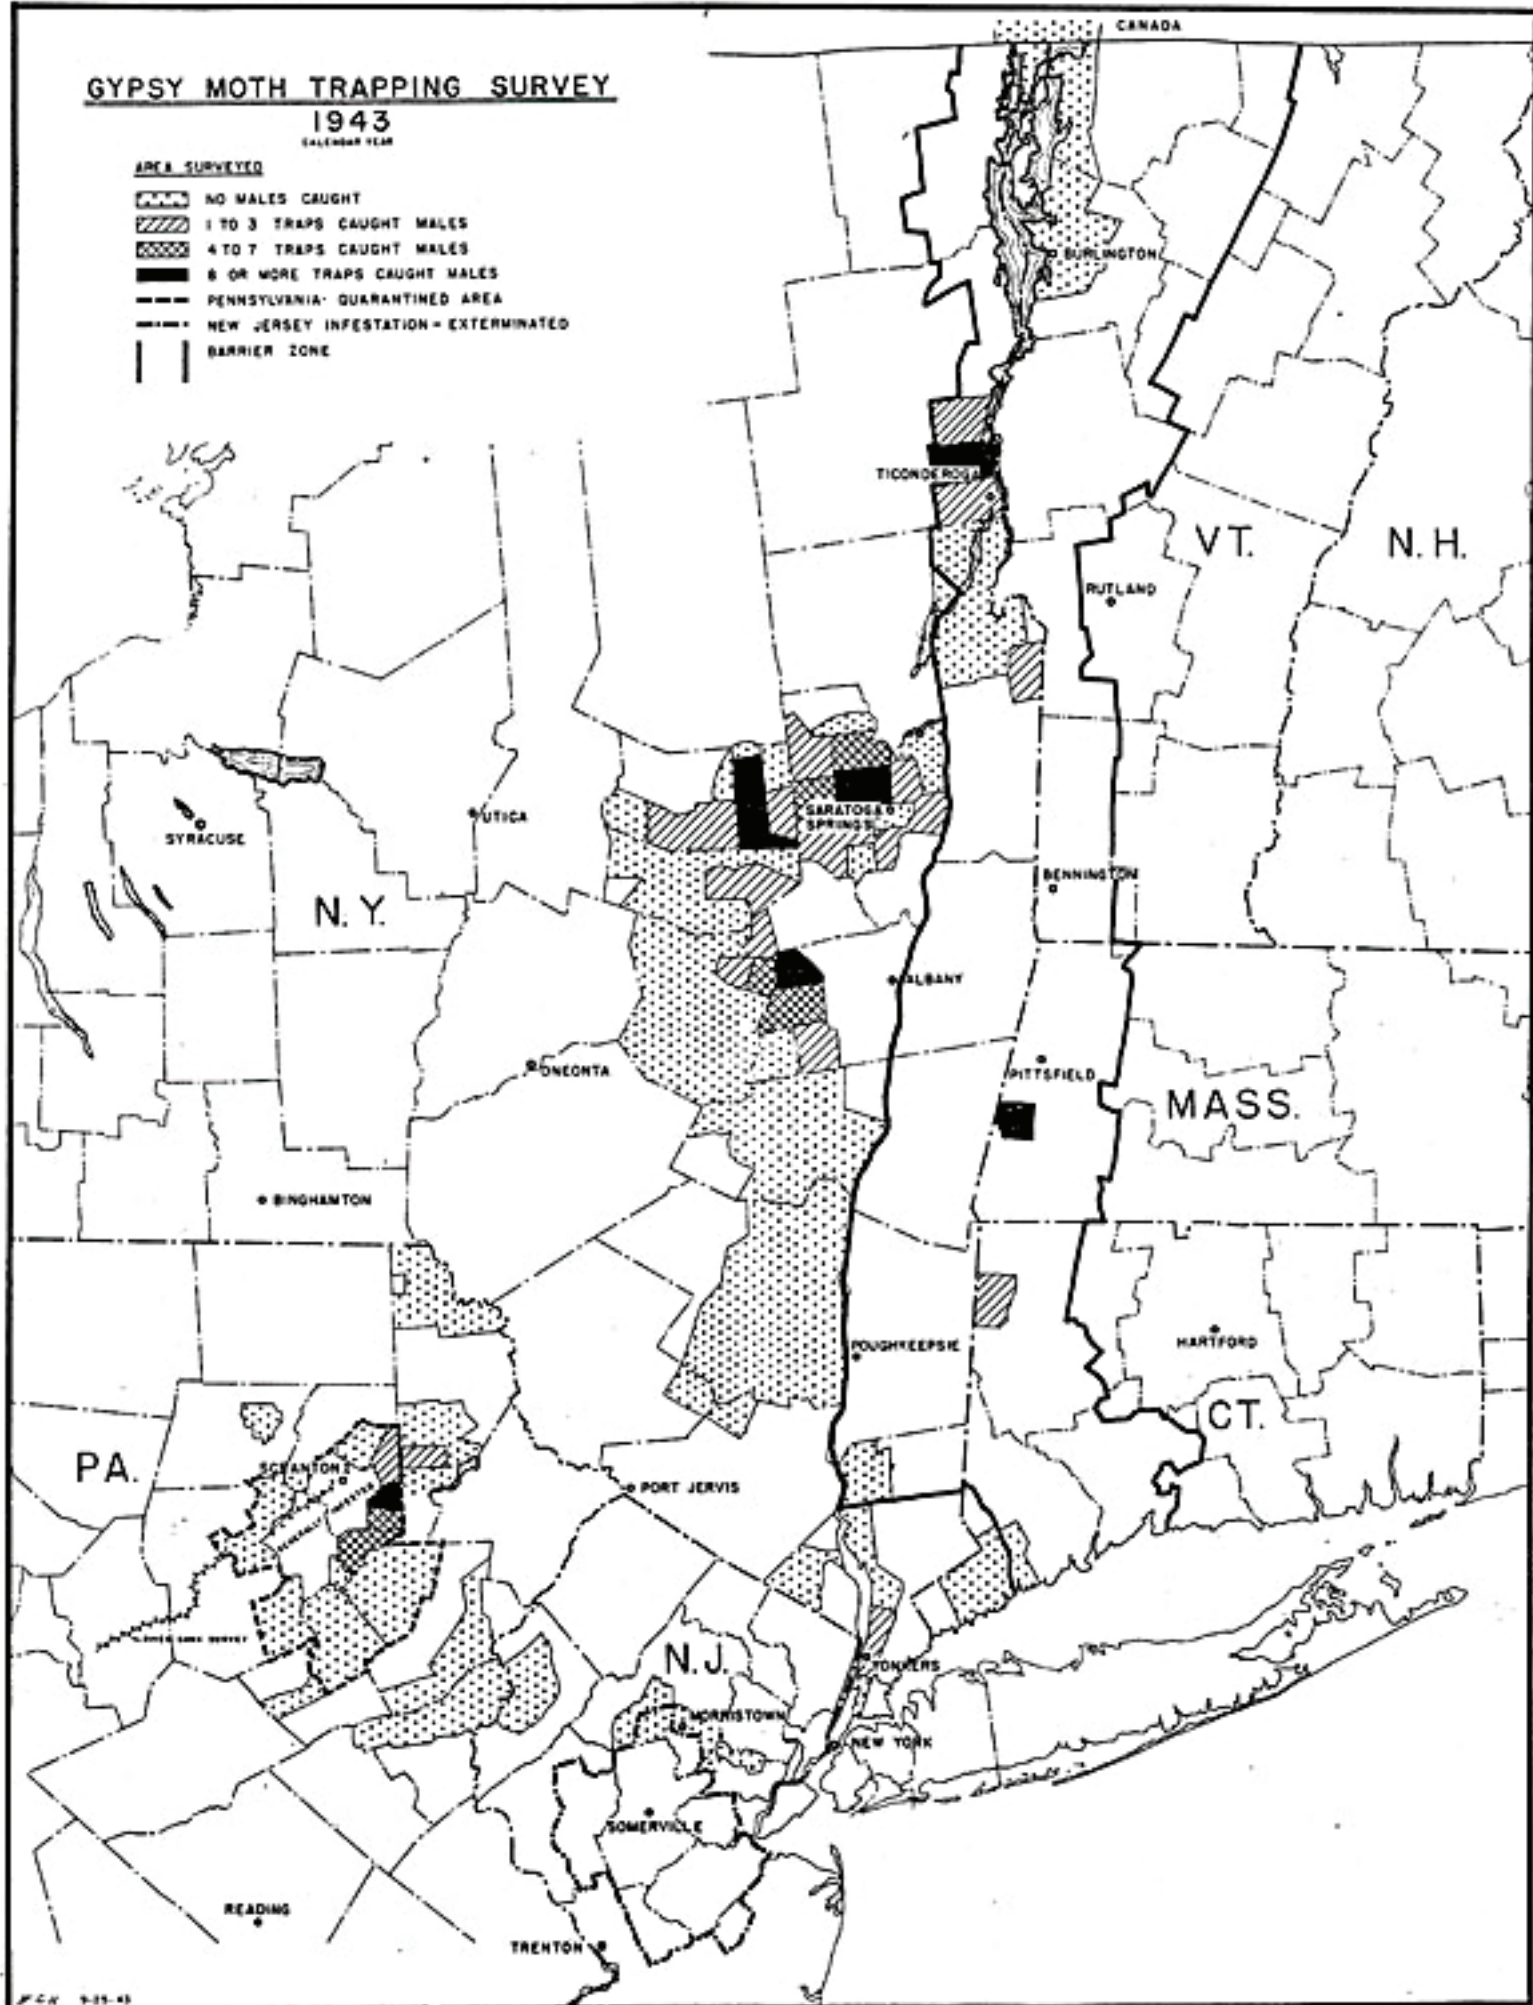 CANADA
GYPSY MOTH TRAPPING SURVEY
1943
CALENDAR YEAR
AREA SURVEYED
NO MALES CAUGHT
1 TO 3 TRAPS CAUGHT MALES
4 TO 7 TRAPS CAUGHT MALES
8 OR MORE TRAPS CAUGHT MALES
PENNSYLVANIA- QUARANTINED AREA
NEW JERSEY INFESTATION - EXTERMINATED
BARRIER ZONE
BURLINGTON
TICONDEROGA
VT.
N.H.
RUTLAND
SARATOGA
SPRINGS
UTICA
SYRACUSE
BENNINGTON
N.Y.
ALBANY
ONEONTA
PITTSFIELD
MASS.
BINGHAMTON
POUGHKEEPSIE
HARTFORD
CT.
PA.
SCRANTON
PORT JERVIS
N.J.
YONKERS
MORRISTOWN
NEW YORK
SOMERVILLE
READING
TRENTON